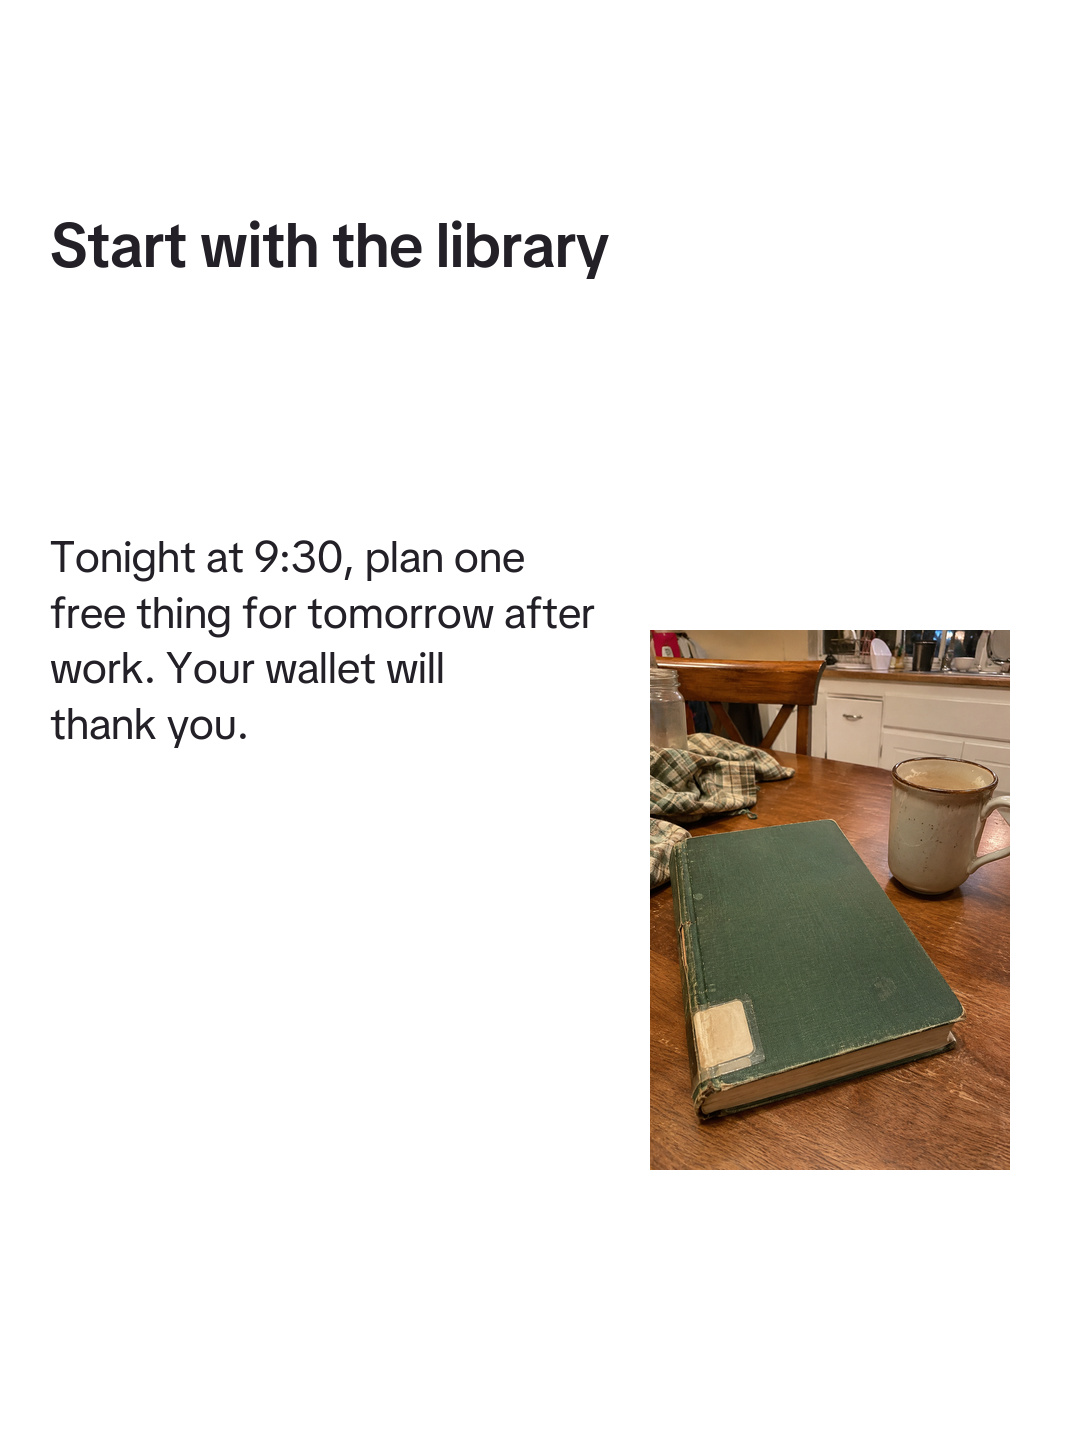 Start with the library
Tonight at 9:30, plan one
free thing for tomorrow after
work. Your wallet will
thank you.